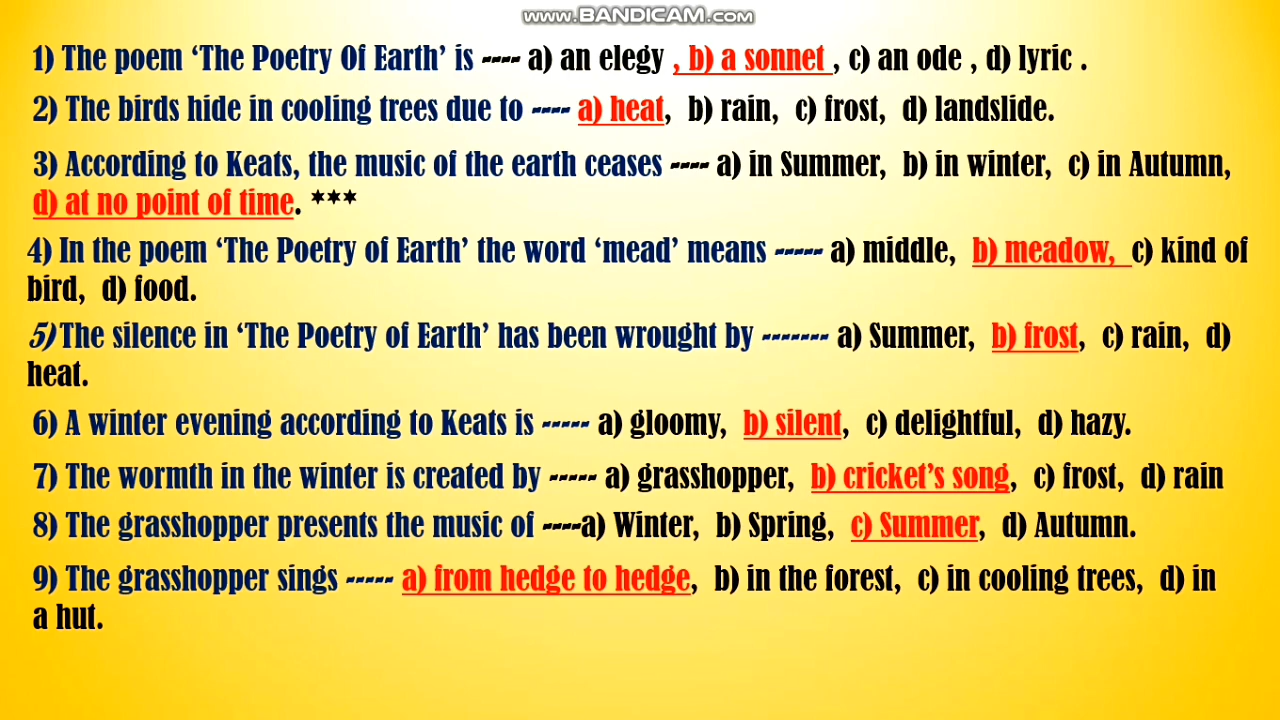 WWW.BANDICAM.COM
1) The poem ‘The Poetry Of Earth’ is ---- a) an elegy , b) a sonnet , c) an ode , d) lyric .
2) The birds hide in cooling trees due to ---- a) heat, b) rain, c) frost, d) landslide.
3) According to Keats, the music of the earth ceases ---- a) in Summer, b) in winter, c) in Autumn,
d) at no point of time. ***
4) In the poem ‘The Poetry of Earth’ the word ‘mead’ means ----- a) middle, b) meadow, c) kind of
bird, d) food.
5) The silence in ‘The Poetry of Earth’ has been wrought by ------- a) Summer, b) frost, c) rain, d)
heat.
6) A winter evening according to Keats is ----- a) gloomy, b) silent, c) delightful, d) hazy.
7) The wormth in the winter is created by ----- a) grasshopper, b) cricket’s song, c) frost, d) rain
8) The grasshopper presents the music of ----a) Winter, b) Spring, c) Summer, d) Autumn.
9) The grasshopper sings ----- a) from hedge to hedge, b) in the forest, c) in cooling trees, d) in
a hut.